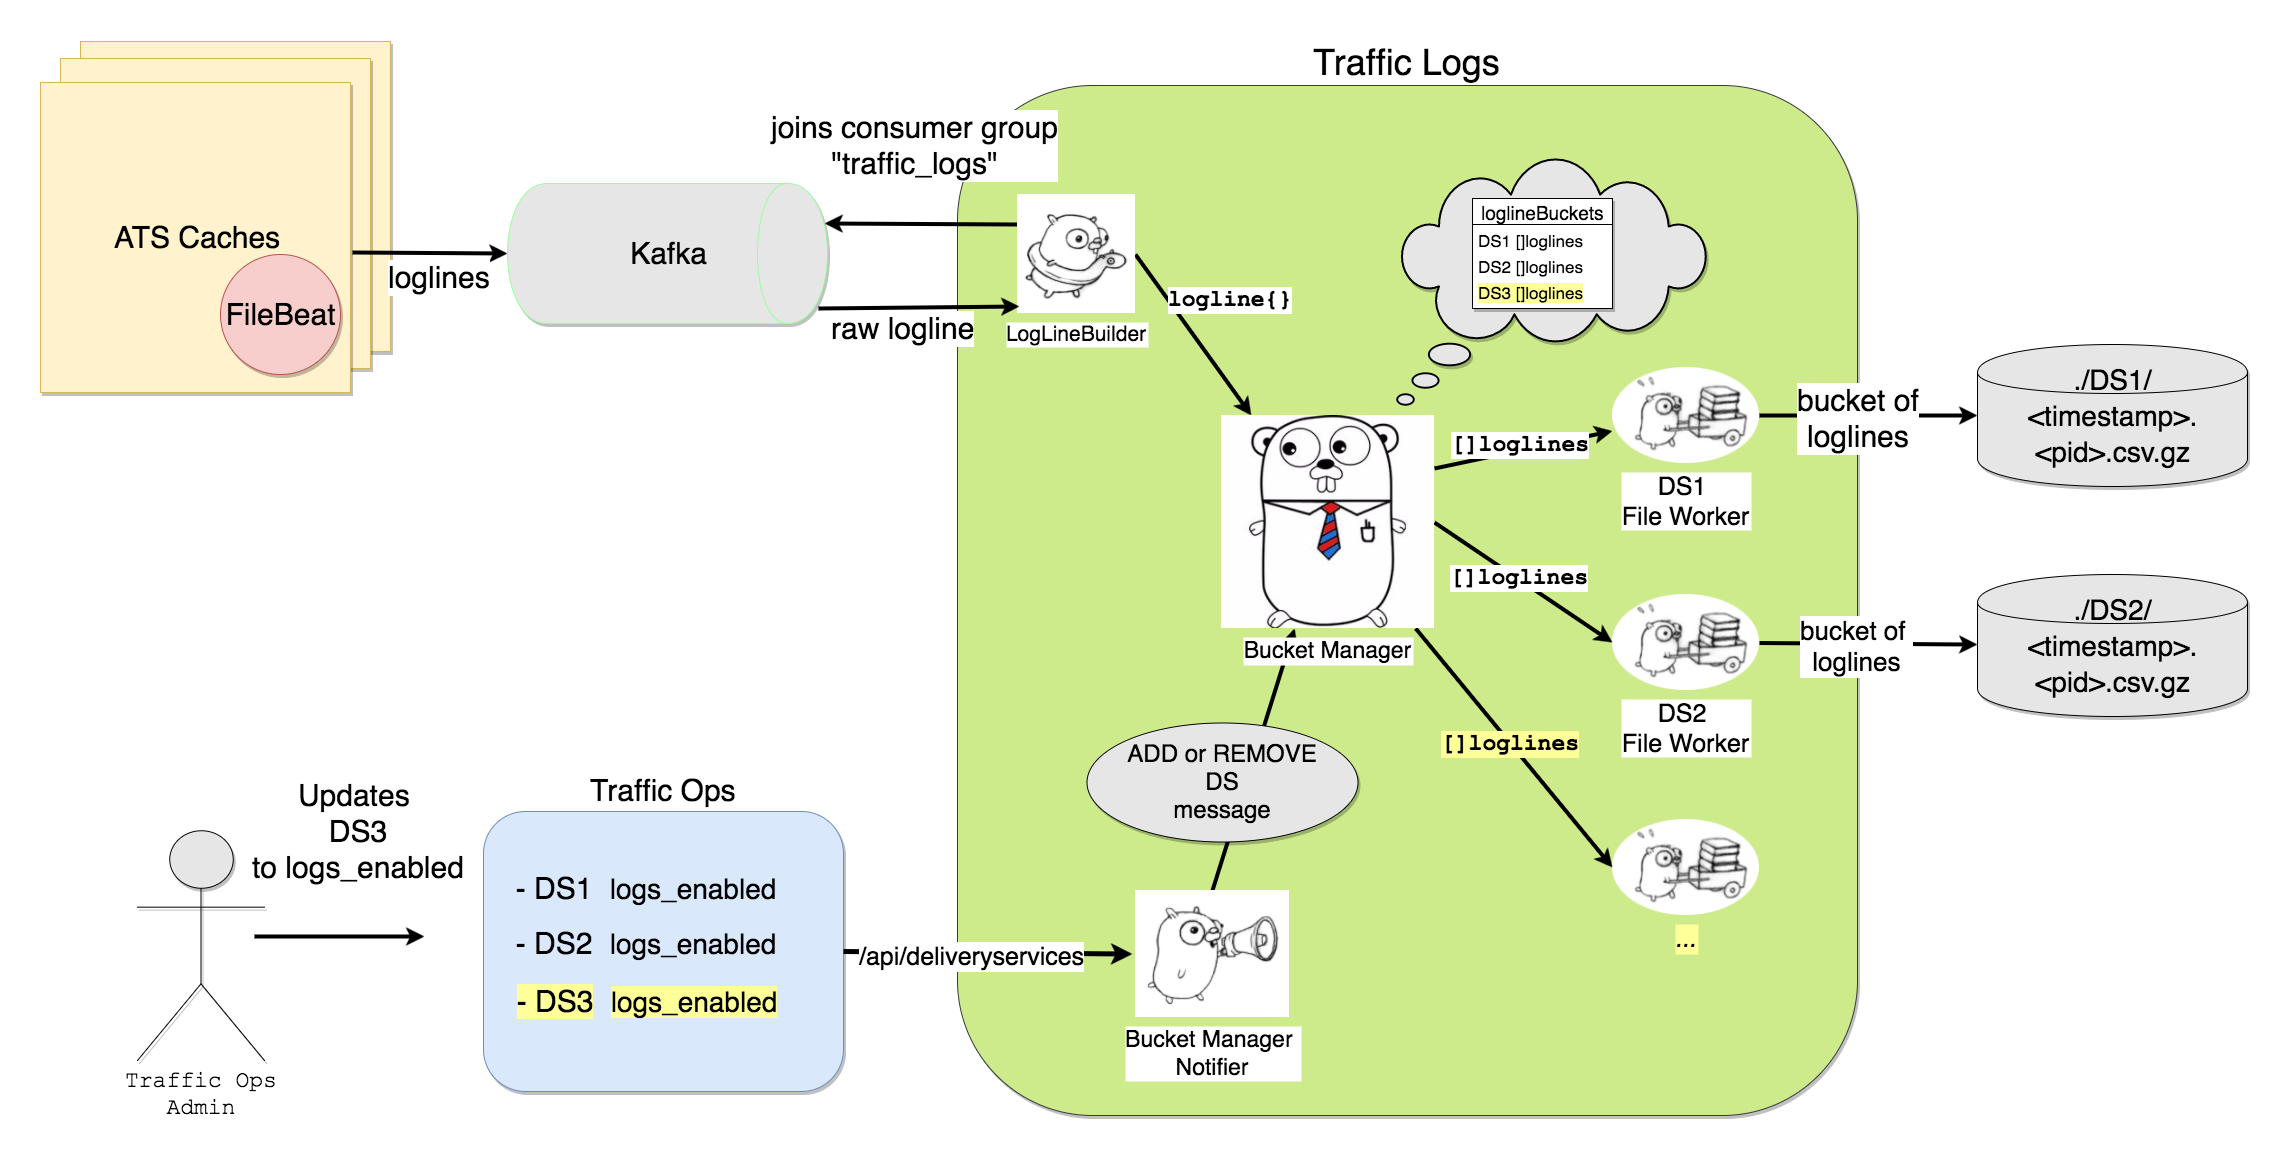 Traffic Logs
joins consumer group
"traffic_logs"
ATS Caches
FileBeat
loglines
Kafka
raw logline
LogLineBuilder
logline{}
loglineBuckets
DS1 []loglines
DS2 []loglines
DS3 []loglines
Bucket Manager
[]loglines
DS1
File Worker
bucket of
loglines
./DS1/
<timestamp>.
<pid>.csv.gz
[]loglines
DS2
File Worker
bucket of
loglines
./DS2/
<timestamp>.
<pid>.csv.gz
[]loglines
...
ADD or REMOVE
DS
message
Updates
DS3
to logs_enabled
Traffic Ops
Admin
Traffic Ops
- DS1 logs_enabled
- DS2 logs_enabled
- DS3 logs_enabled
/api/deliveryservices
Bucket Manager
Notifier